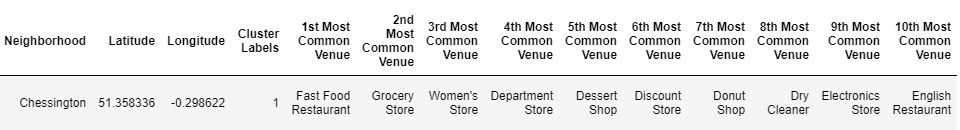 Neighborhood Latitude Longitude Cluster Labels 1st Most Common Venue 2nd Most Common Venue 3rd Most Common Venue 4th Most Common Venue 5th Most Common Venue 6th Most Common Venue 7th Most Common Venue 8th Most Common Venue 9th Most Common Venue 10th Most Common Venue
Chessington 51.358336 -0.298622 1 Fast Food Restaurant Grocery Store Women's Store Department Store Dessert Shop Discount Store Donut Shop Dry Cleaner Electronics Store English Restaurant